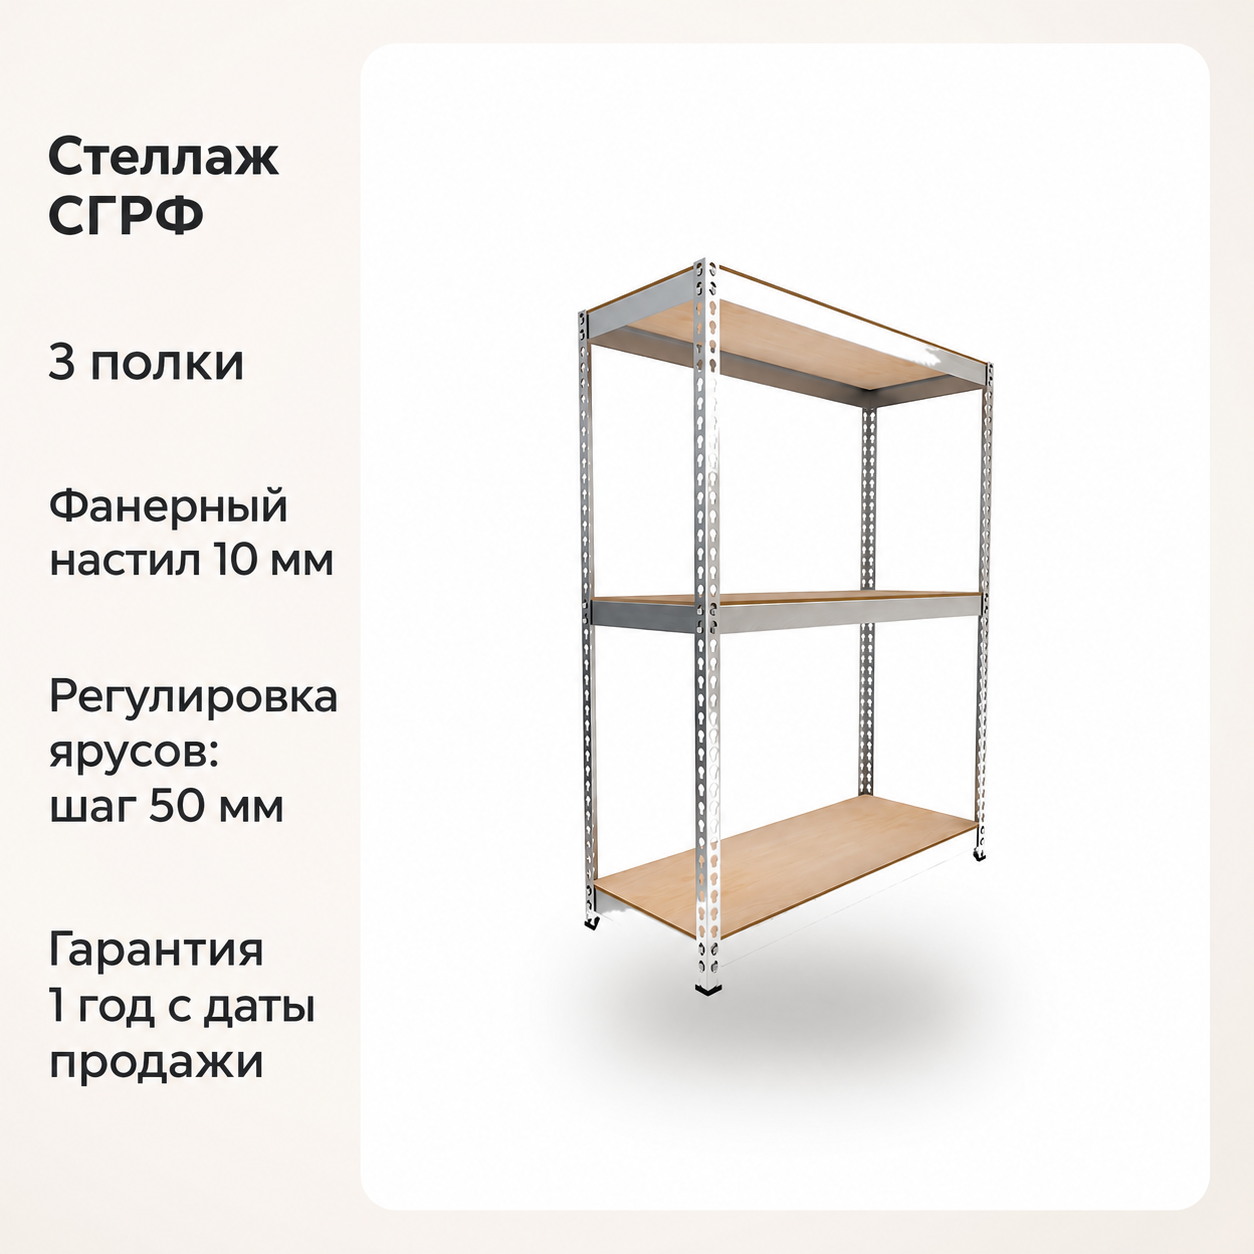 Стеллаж
СГРФ
3 полки
Фанерный
настил 10 мм
Регулировка
ярусов:
шаг 50 мм
Гарантия
1 год с даты
продажи